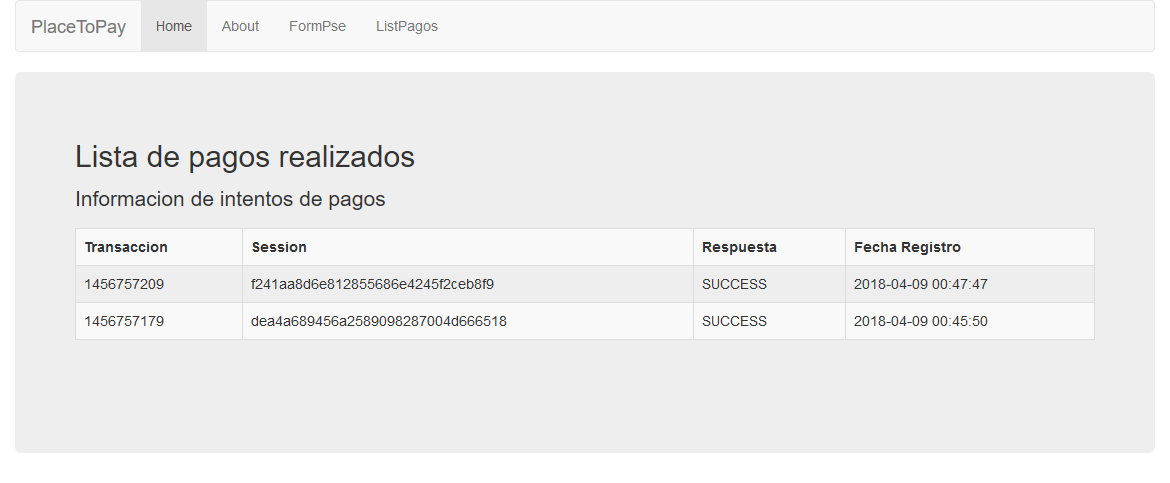 PlaceToPay Home About FormPse ListPagos
Lista de pagos realizados
Informacion de intentos de pagos
Transaccion Session Respuesta Fecha Registro
1456757209 f241aa8d6e812855686e4245f2ceb8f9 SUCCESS 2018-04-09 00:47:47
1456757179 dea4a689456a2589098287004d666518 SUCCESS 2018-04-09 00:45:50